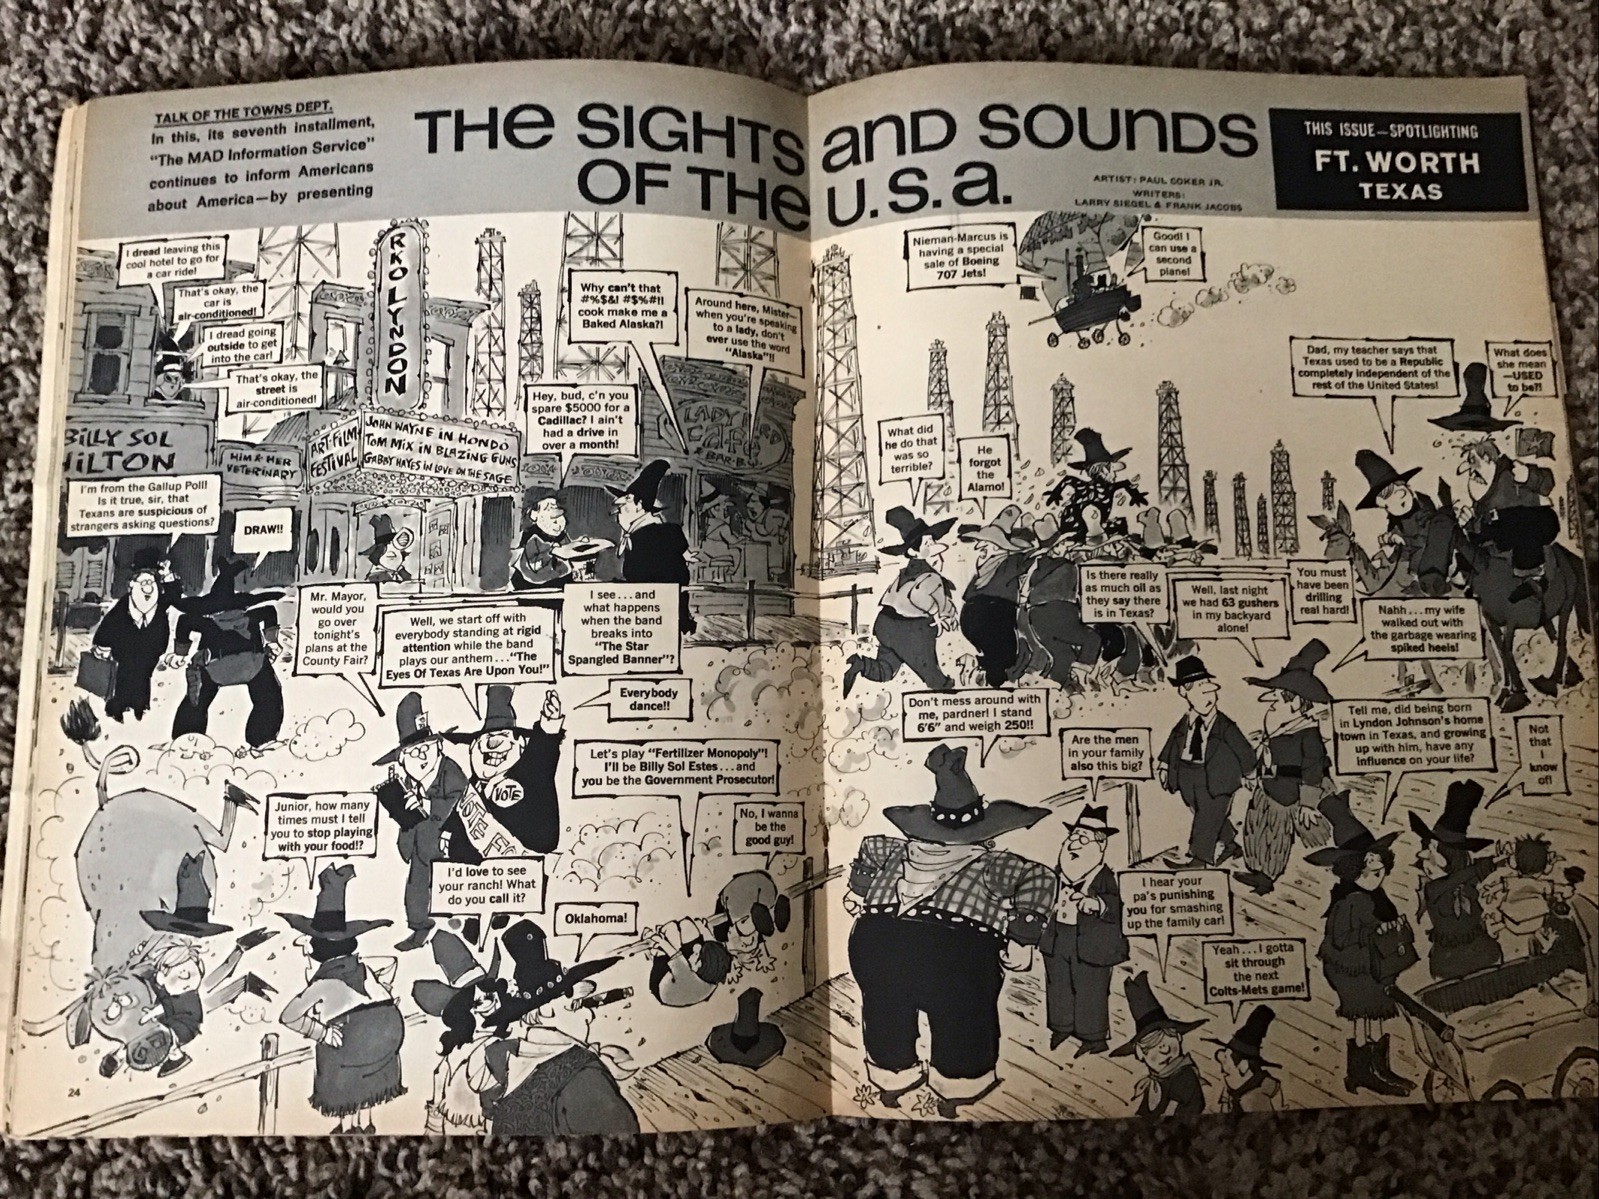 TALK OF THE TOWNS DEPT.
In this, its seventh installment,
"The MAD Information Service"
continues to inform Americans
about America—by presenting
THE SIGHTS AND SOUNDS
OF THE U.S.A.
ARTIST: PAUL COKER JR.
WRITERS:
LARRY SIEGEL & FRANK JACOBS
THIS ISSUE—SPOTLIGHTING
FT. WORTH
TEXAS
I dread leaving this
cool hotel to go for
a car ride!
That's okay, the
car is
air-conditioned!
I dread going
outside to get
into the car!
That's okay, the
street is
air-conditioned!
BILLY SOL
HILTON
HIM & HER
VETERINARY
RKO LYNDON
ART-FILM
FESTIVAL
JOHN WAYNE IN HONDO
TOM MIX IN BLAZING GUNS
GABBY HAYES IN LOVE ON THE SAGE
Why can't that
#%$&! #$%#!!
cook make me a
Baked Alaska?!
Around here, Mister—
when you're speaking
to a lady, don't
ever use the word
"Alaska"!!
Hey, bud, c'n you
spare $5000 for a
Cadillac? I ain't
had a drive in
over a month!
LADY BIRD
CAFE
BAR-B-Q
I'm from the Gallup Poll!
Is it true, sir, that
Texans are suspicious of
strangers asking questions?
DRAW!!
Mr. Mayor,
would you
go over
tonight's
plans at the
County Fair?
Well, we start off with
everybody standing at rigid
attention while the band
plays our anthem..."The
Eyes Of Texas Are Upon You!"
I see...and
what happens
when the band
breaks into
"The Star
Spangled Banner"?
Everybody
dance!!
VOTE
VOTE FO
Let's play "Fertilizer Monopoly"!
I'll be Billy Sol Estes...and
you be the Government Prosecutor!
No, I wanna
be the
good guy!
Junior, how many
times must I tell
you to stop playing
with your food!?
I'd love to see
your ranch! What
do you call it?
Oklahoma!
24
Nieman-Marcus is
having a special
sale of Boeing
707 Jets!
Good! I
can use a
second
plane!
Dad, my teacher says that
Texas used to be a Republic
completely independent of the
rest of the United States!
What does
she mean
—USED
to be?!
What did
he do that
was so
terrible?
He
forgot
the
Alamo!
Is there really
as much oil as
they say there
is in Texas?
Well, last night
we had 63 gushers
in my backyard
alone!
You must
have been
drilling
real hard!
Nahh...my wife
walked out with
the garbage wearing
spiked heels!
Don't mess around with
me, pardner! I stand
6'6" and weigh 250!!
Are the men
in your family
also this big?
Tell me, did being born
in Lyndon Johnson's home
town in Texas, and growing
up with him, have any
influence on your life?
Not
that
I
know
of!
I hear your
pa's punishing
you for smashing
up the family car!
Yeah...I gotta
sit through
the next
Colts-Mets game!